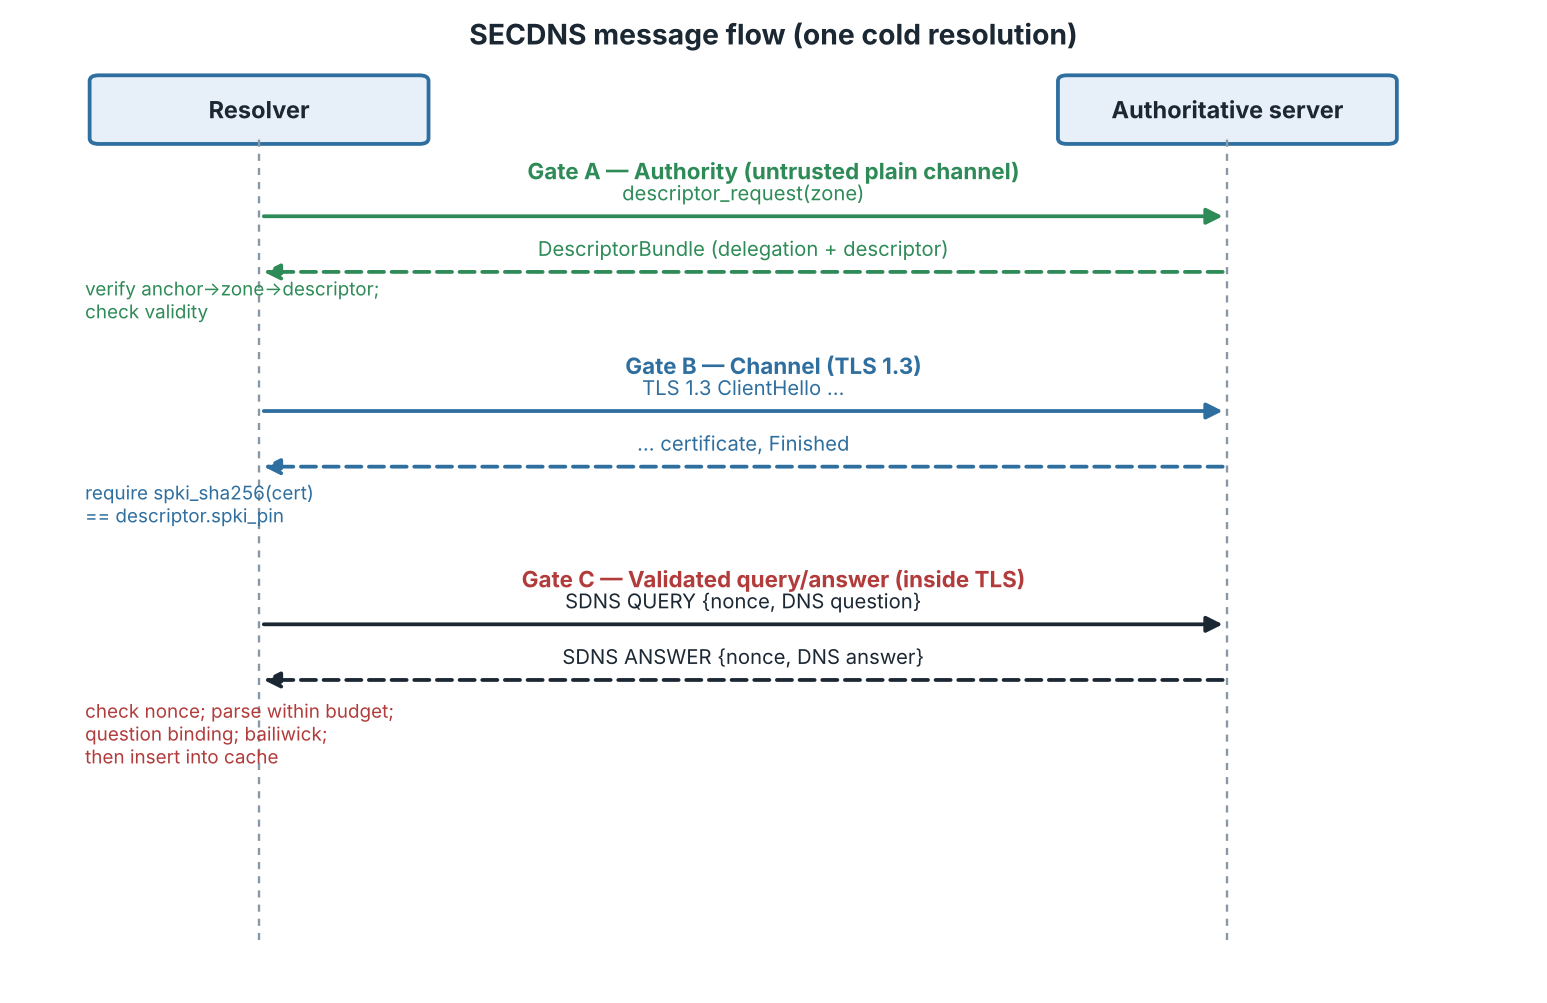 SECDNS message flow (one cold resolution)
Resolver
Authoritative server
Gate A — Authority (untrusted plain channel)
descriptor_request(zone)
DescriptorBundle (delegation + descriptor)
verify anchor→zone→descriptor;
check validity
Gate B — Channel (TLS 1.3)
TLS 1.3 ClientHello ...
... certificate, Finished
require spki_sha256(cert)
== descriptor.spki_pin
Gate C — Validated query/answer (inside TLS)
SDNS QUERY {nonce, DNS question}
SDNS ANSWER {nonce, DNS answer}
check nonce; parse within budget;
question binding; bailiwick;
then insert into cache